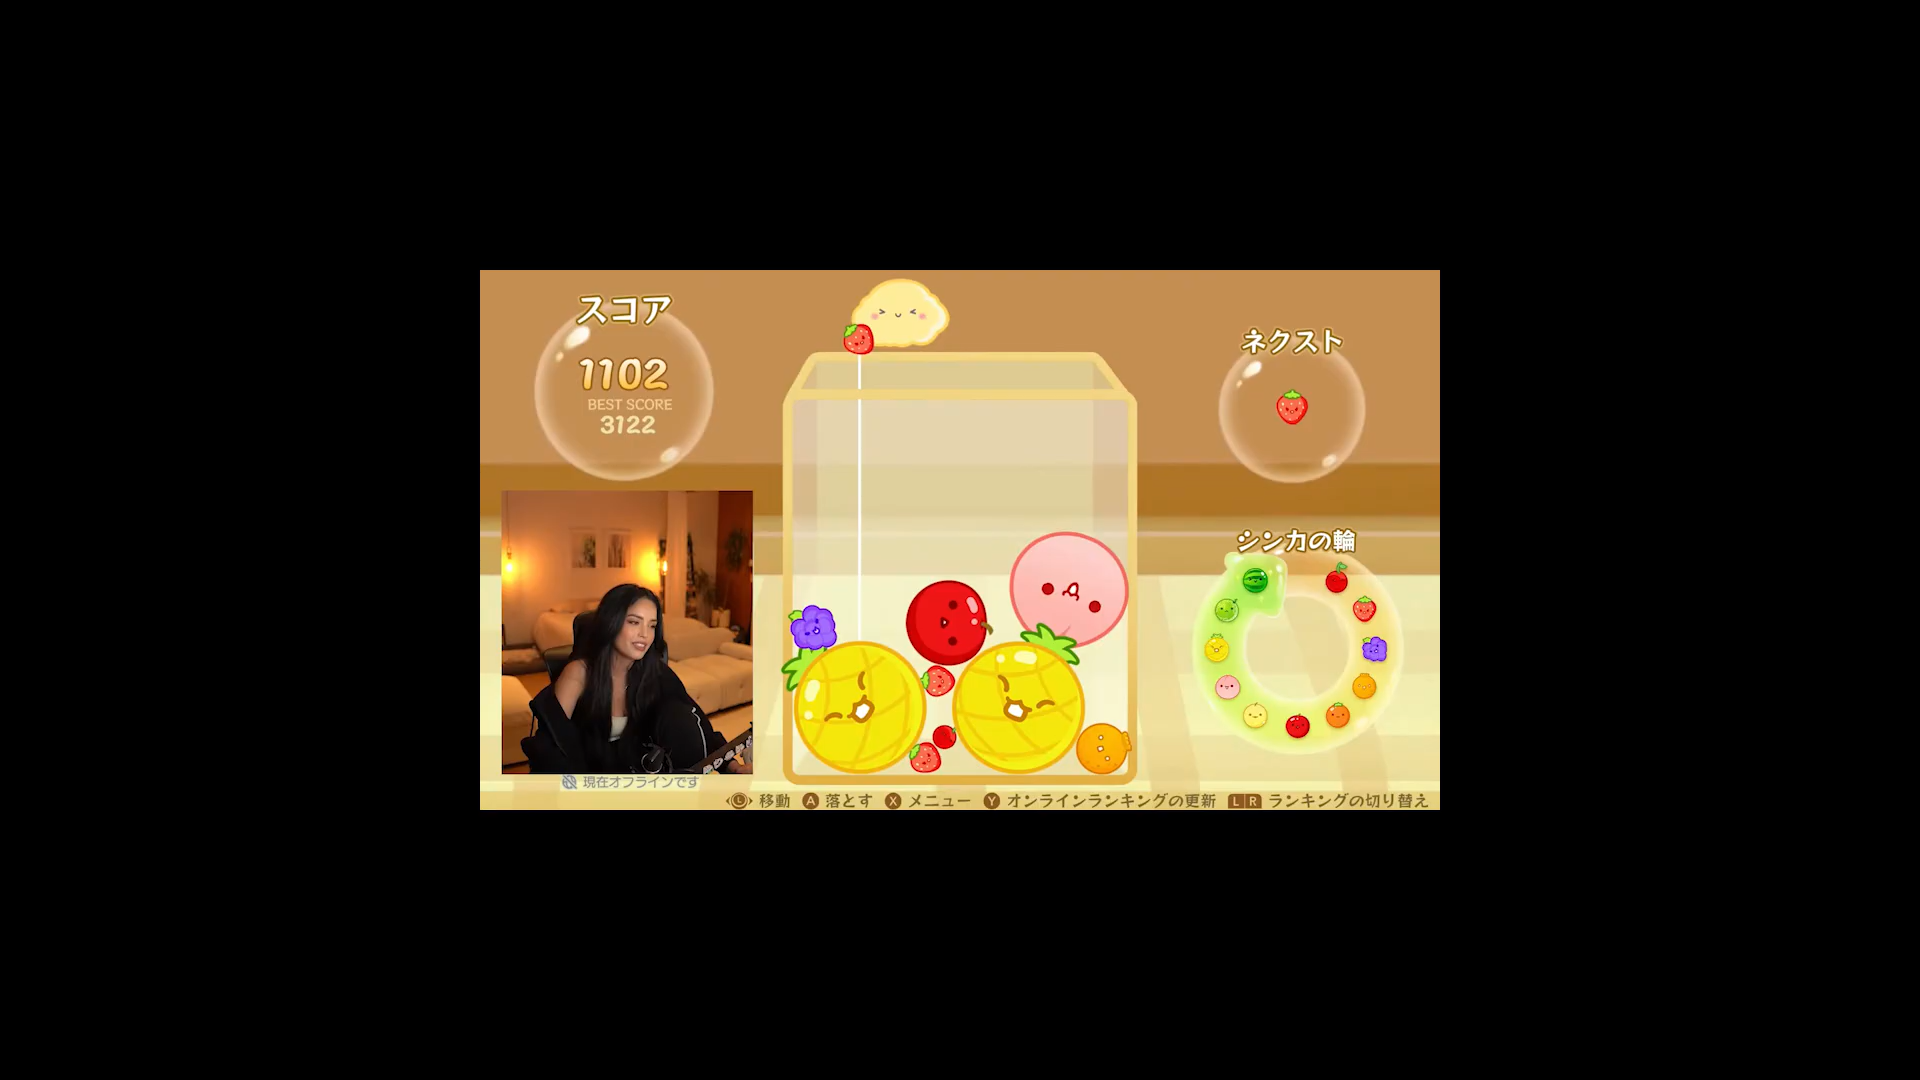 スコア
1102
BEST SCORE
3122
ネクスト
シンカの輪
現在オフラインです
L 移動 A 落とす X メニュー Y オンラインランキングの更新 L R ランキングの切り替え